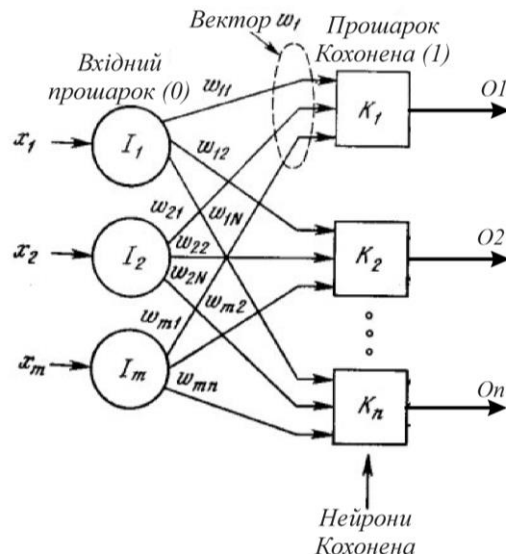 Вектор w1
Прошарок
Кохонена (1)
Вхідний
прошарок (0)
w11
K1
O1
x1
I1
w12
w21
w1N
x2
I2
w22
w2N
K2
O2
wm1
wm2
xm
Im
wmn
Kn
On
Нейрони
Кохонена